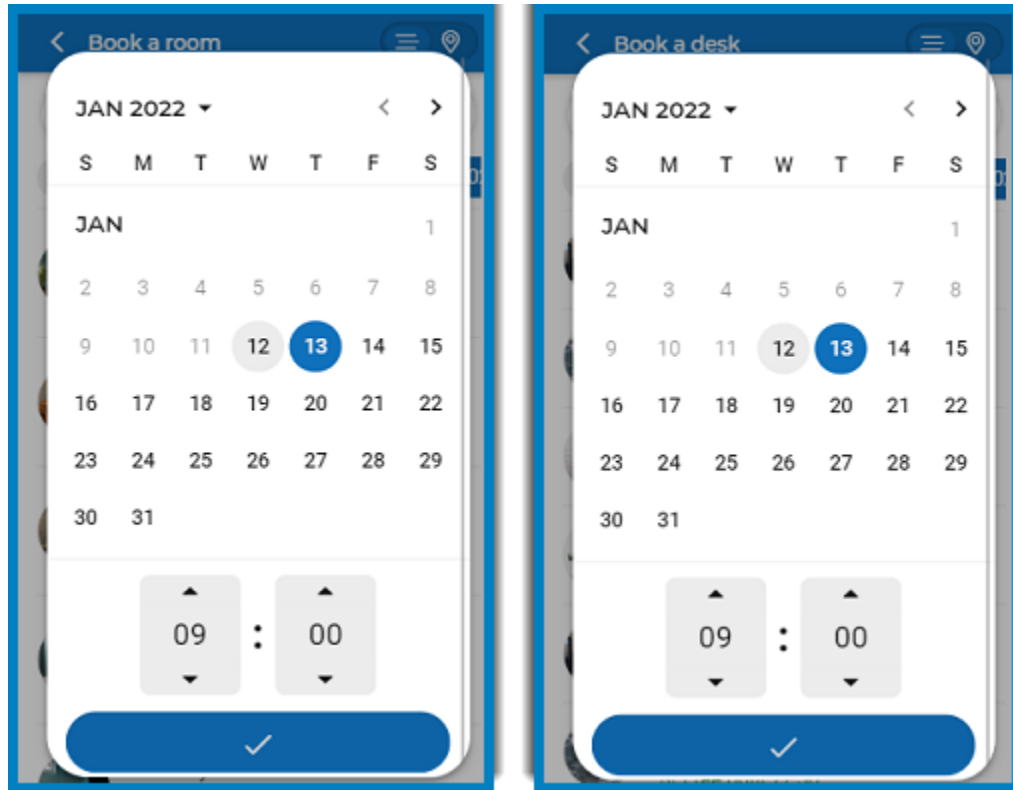 Book a room
JAN 2022
S M T W T F S
JAN 1
2 3 4 5 6 7 8
9 10 11 12 13 14 15
16 17 18 19 20 21 22
23 24 25 26 27 28 29
30 31
09 : 00
Book a desk
JAN 2022
S M T W T F S
JAN 1
2 3 4 5 6 7 8
9 10 11 12 13 14 15
16 17 18 19 20 21 22
23 24 25 26 27 28 29
30 31
09 : 00